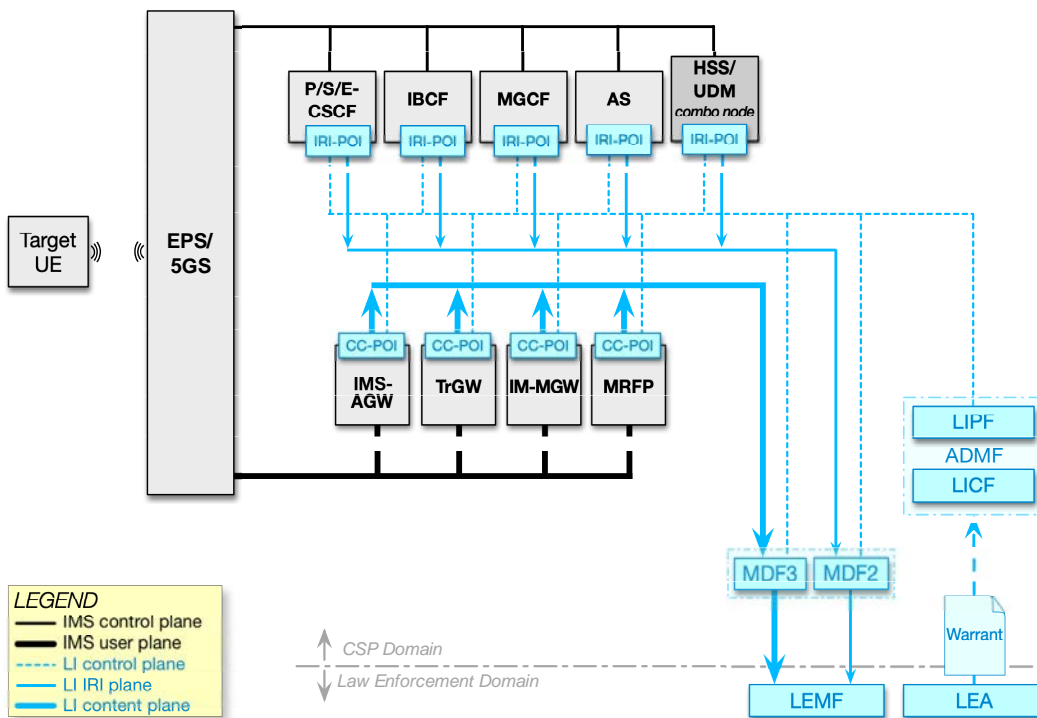 P/S/E-
CSCF
IBCF
MGCF
AS
HSS/
UDM
combo node
IRI-POI
IRI-POI
IRI-POI
IRI-POI
IRI-POI
Target
UE
EPS/
5GS
CC-POI
CC-POI
CC-POI
CC-POI
IMS-
AGW
TrGW
IM-MGW
MRFP
LIPF
ADMF
LICF
MDF3
MDF2
LEGEND
IMS control plane
IMS user plane
LI control plane
LI IRI plane
LI content plane
CSP Domain
Law Enforcement Domain
Warrant
LEMF
LEA